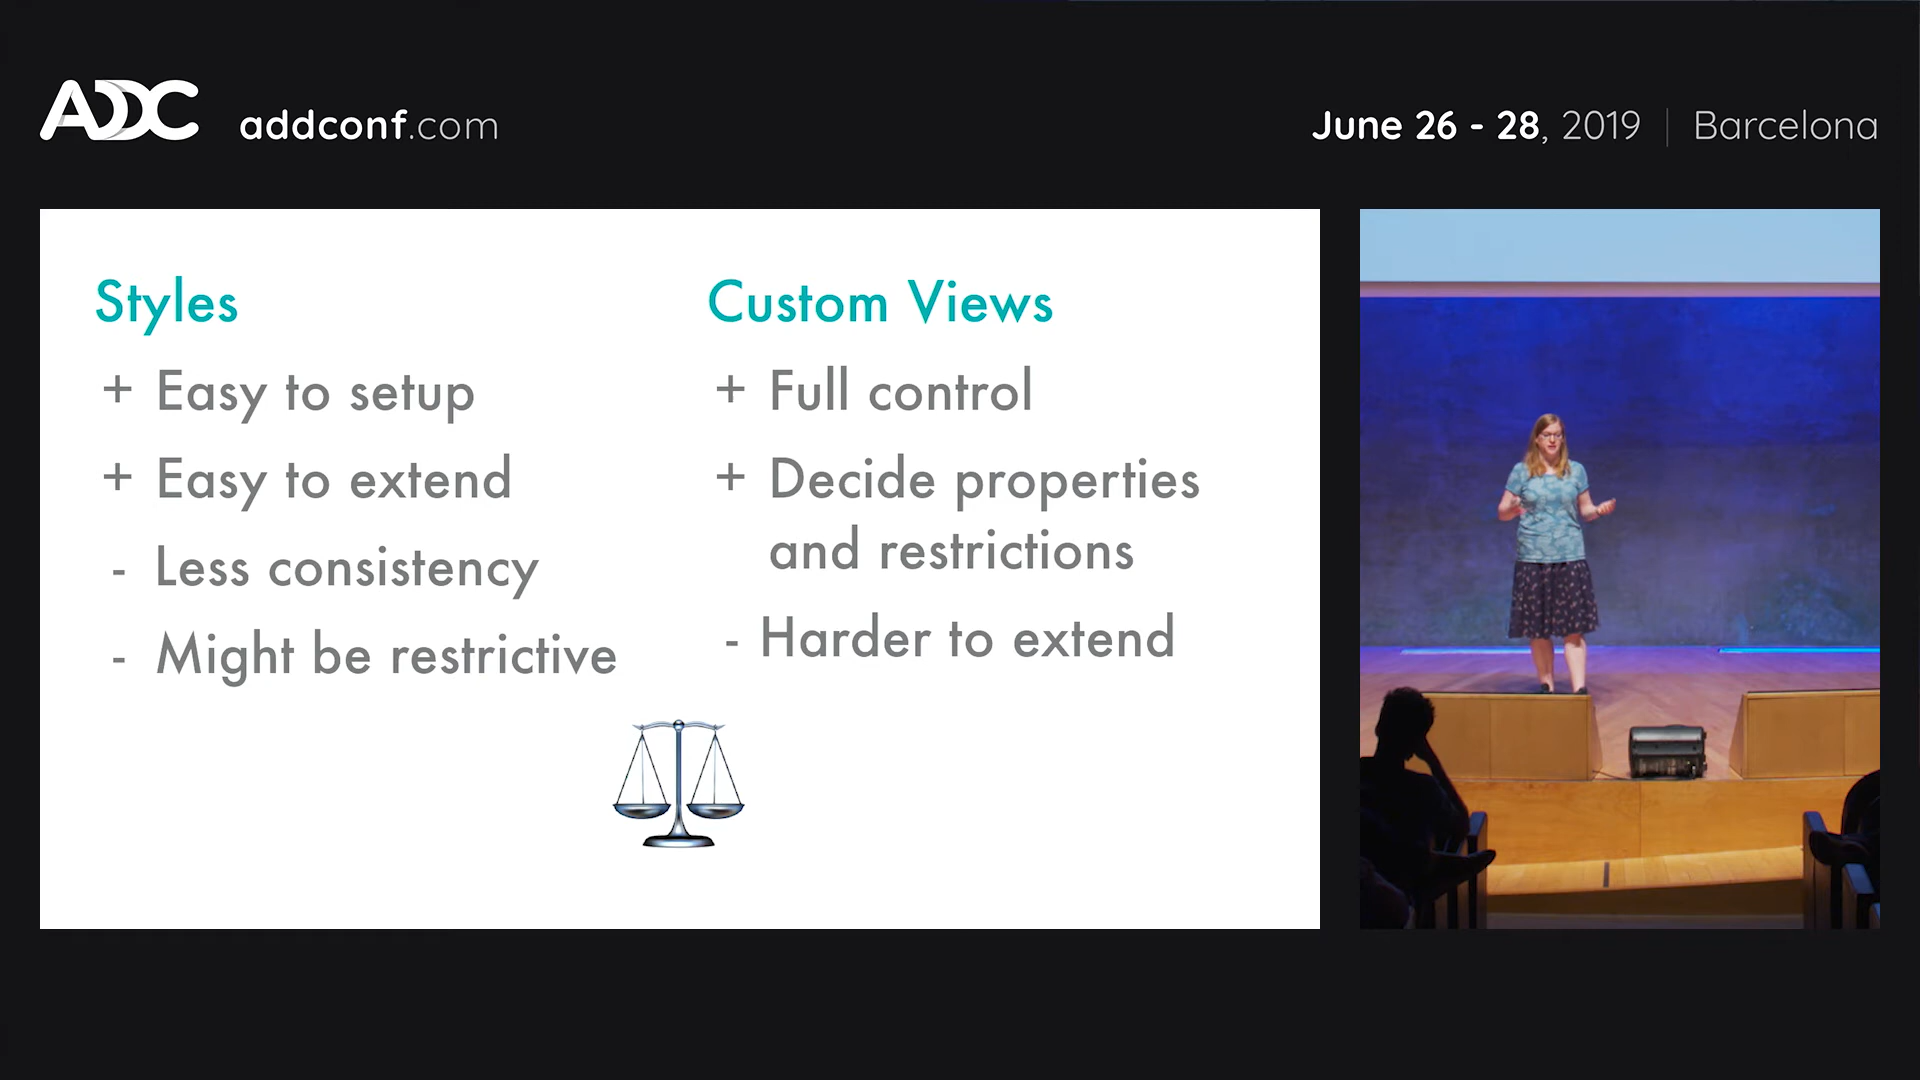 ADDC addconf.com
June 26 - 28, 2019 | Barcelona
Styles
+ Easy to setup
+ Easy to extend
- Less consistency
- Might be restrictive
Custom Views
+ Full control
+ Decide properties
and restrictions
- Harder to extend